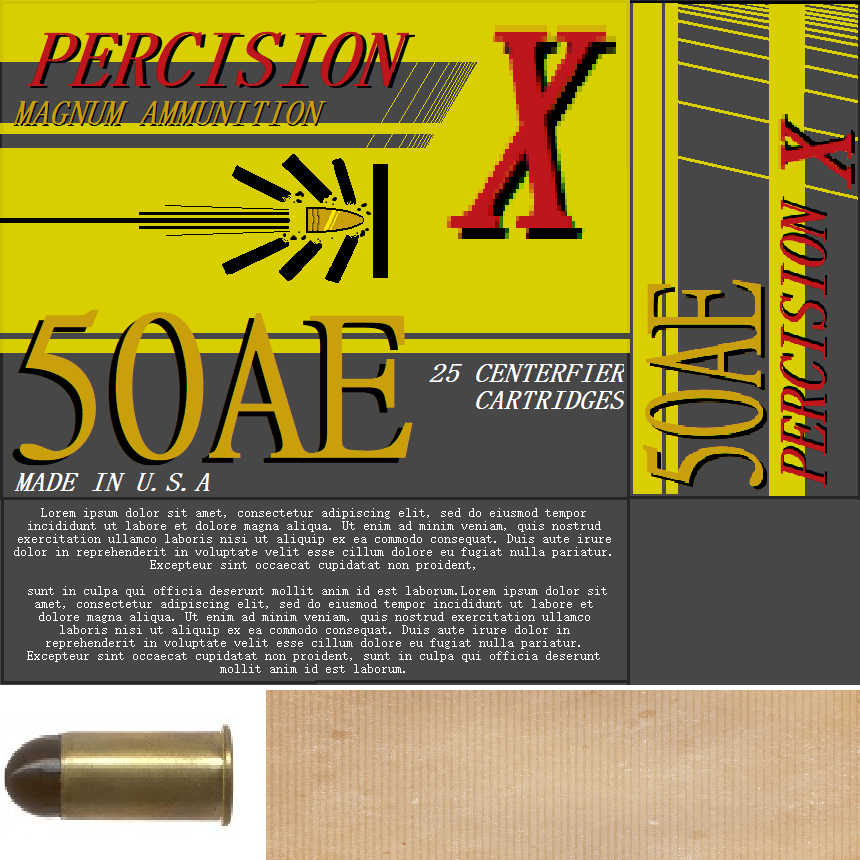 PERCISION X
MAGNUM AMMUNITION
50AE
25 CENTERFIER
CARTRIDGES
MADE IN U.S.A
50AE
PERCISION X
Lorem ipsum dolor sit amet, consectetur adipiscing elit, sed do eiusmod tempor
incididunt ut labore et dolore magna aliqua. Ut enim ad minim veniam, quis nostrud
exercitation ullamco laboris nisi ut aliquip ex ea commodo consequat. Duis aute irure
dolor in reprehenderit in voluptate velit esse cillum dolore eu fugiat nulla pariatur.
Excepteur sint occaecat cupidatat non proident,
sunt in culpa qui officia deserunt mollit anim id est laborum.Lorem ipsum dolor sit
amet, consectetur adipiscing elit, sed do eiusmod tempor incididunt ut labore et
dolore magna aliqua. Ut enim ad minim veniam, quis nostrud exercitation ullamco
laboris nisi ut aliquip ex ea commodo consequat. Duis aute irure dolor in
reprehenderit in voluptate velit esse cillum dolore eu fugiat nulla pariatur.
Excepteur sint occaecat cupidatat non proident, sunt in culpa qui officia deserunt
mollit anim id est laborum.